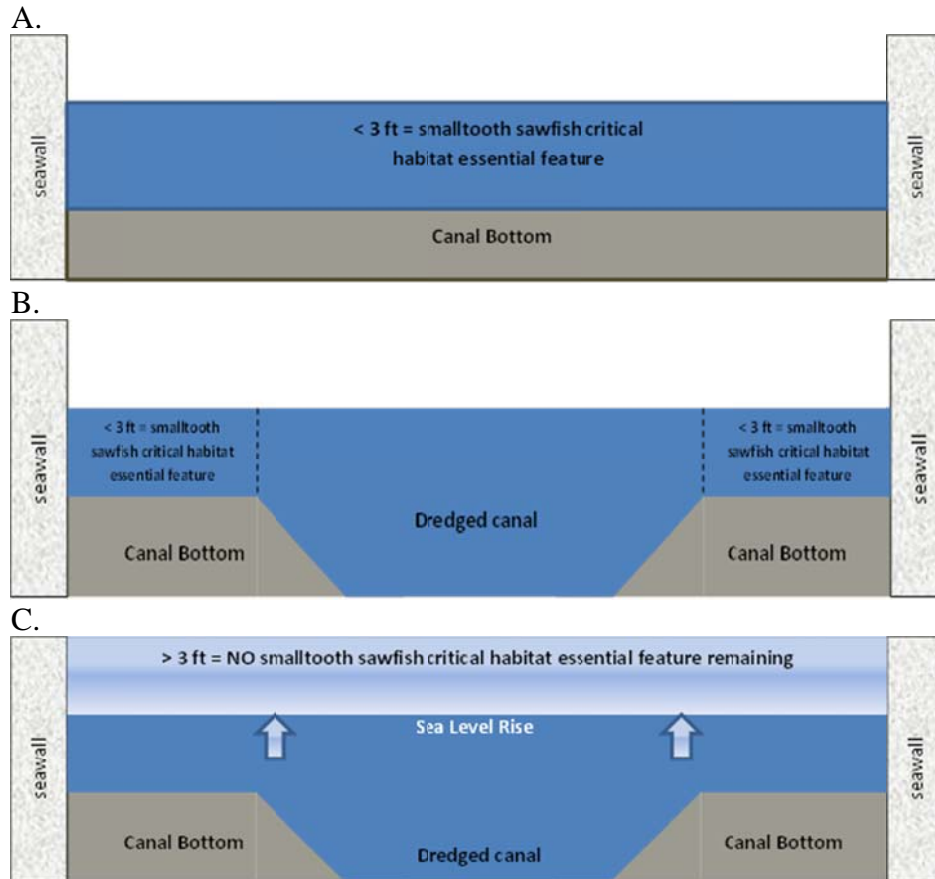 A.
seawall
< 3 ft = smalltooth sawfish critical
habitat essential feature
Canal Bottom
seawall
B.
seawall
< 3 ft = smalltooth
sawfish critical habitat
essential feature
Canal Bottom
Dredged canal
< 3 ft = smalltooth
sawfish critical habitat
essential feature
Canal Bottom
seawall
C.
seawall
> 3 ft = NO smalltooth sawfish critical habitat essential feature remaining
Sea Level Rise
Canal Bottom
Dredged canal
Canal Bottom
seawall